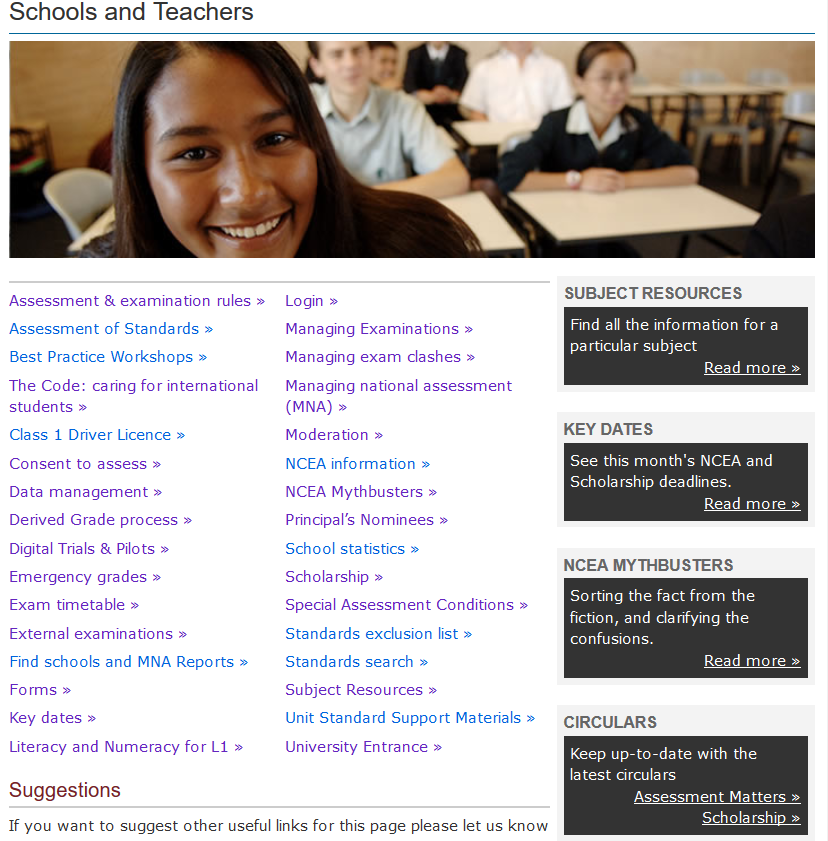 Schools and Teachers
Assessment & examination rules »
Assessment of Standards »
Best Practice Workshops »
The Code: caring for international
students »
Class 1 Driver Licence »
Consent to assess »
Data management »
Derived Grade process »
Digital Trials & Pilots »
Emergency grades »
Exam timetable »
External examinations »
Find schools and MNA Reports »
Forms »
Key dates »
Literacy and Numeracy for L1 »
Login »
Managing Examinations »
Managing exam clashes »
Managing national assessment
(MNA) »
Moderation »
NCEA information »
NCEA Mythbusters »
Principal’s Nominees »
School statistics »
Scholarship »
Special Assessment Conditions »
Standards exclusion list »
Standards search »
Subject Resources »
Unit Standard Support Materials »
University Entrance »
Suggestions
If you want to suggest other useful links for this page please let us know
SUBJECT RESOURCES
Find all the information for a
particular subject
Read more »
KEY DATES
See this month's NCEA and
Scholarship deadlines.
Read more »
NCEA MYTHBUSTERS
Sorting the fact from the
fiction, and clarifying the
confusions.
Read more »
CIRCULARS
Keep up-to-date with the
latest circulars
Assessment Matters »
Scholarship »